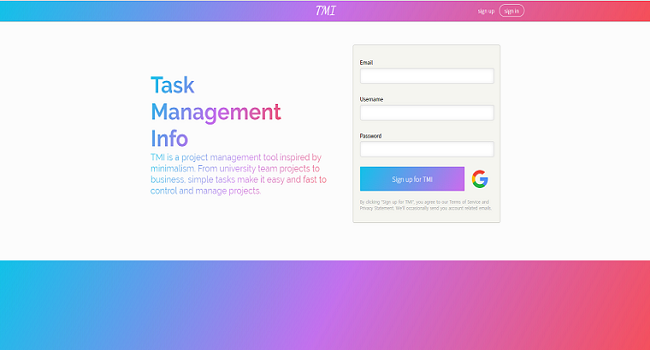 TMI
sign up
sign in
Task
Management
Info
TMI is a project management tool inspired by
minimalism. From university team projects to
business, simple tasks make it easy and fast to
control and manage projects.
Email
Username
Password
Sign up for TMI
By clicking "Sign up for TMI", you agree to our Terms of Service and
Privacy Statement. We'll occasionally send you account-related emails.